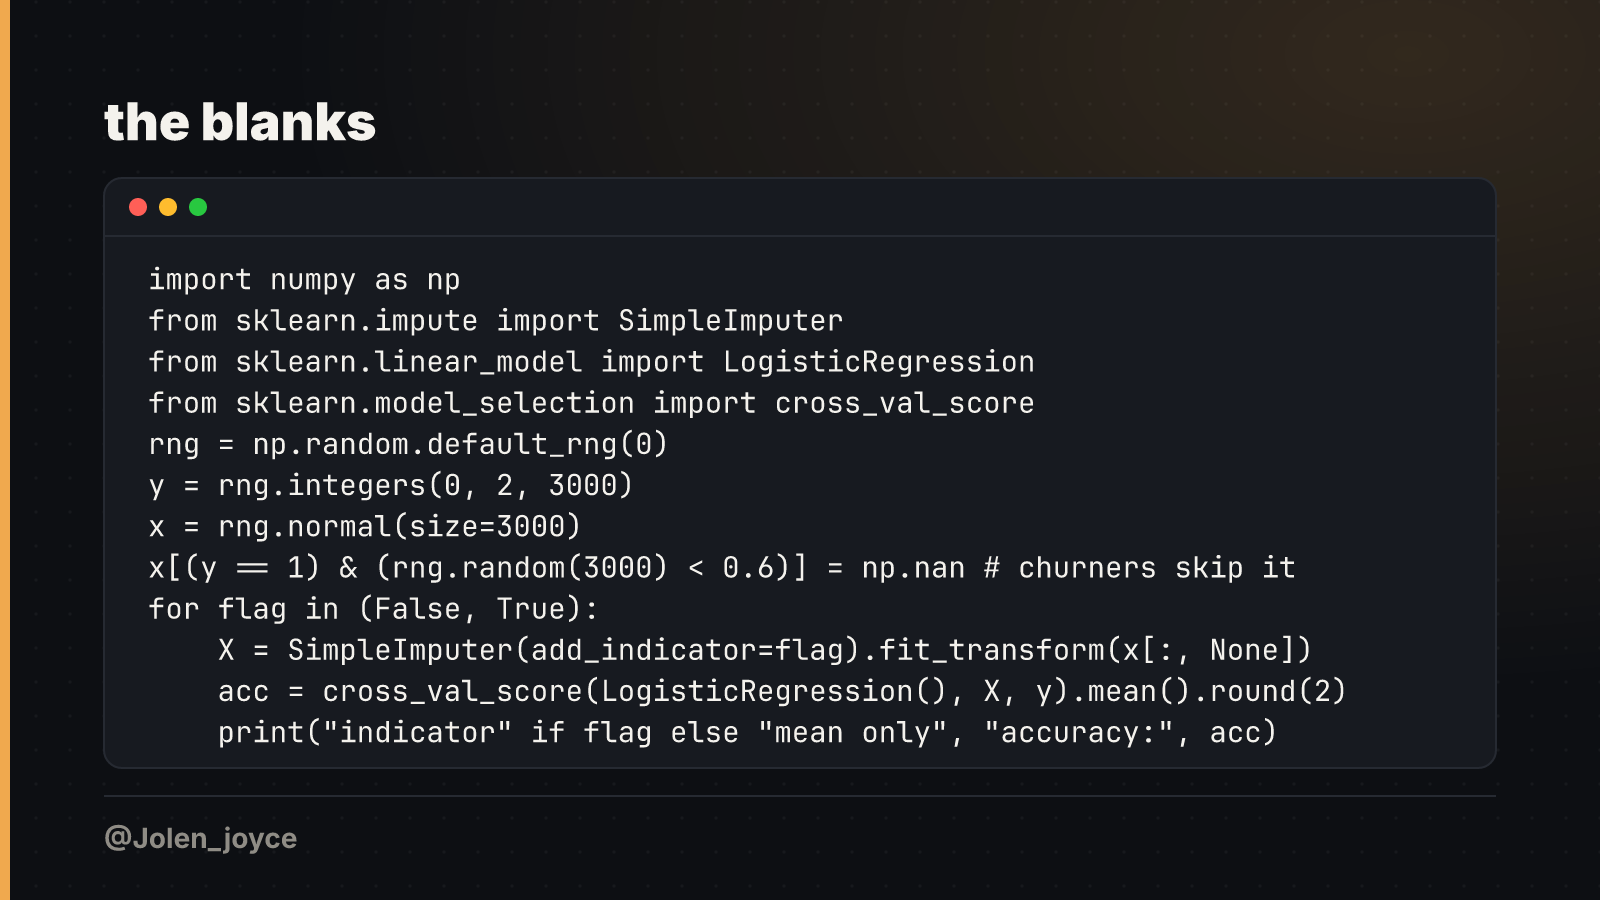 the blanks
import numpy as np
from sklearn.impute import SimpleImputer
from sklearn.linear_model import LogisticRegression
from sklearn.model_selection import cross_val_score
rng = np.random.default_rng(0)
y = rng.integers(0, 2, 3000)
x = rng.normal(size=3000)
x[(y == 1) & (rng.random(3000) < 0.6)] = np.nan # churners skip it
for flag in (False, True):
    X = SimpleImputer(add_indicator=flag).fit_transform(x[:, None])
    acc = cross_val_score(LogisticRegression(), X, y).mean().round(2)
    print("indicator" if flag else "mean only", "accuracy:", acc)
@Jolen_joyce